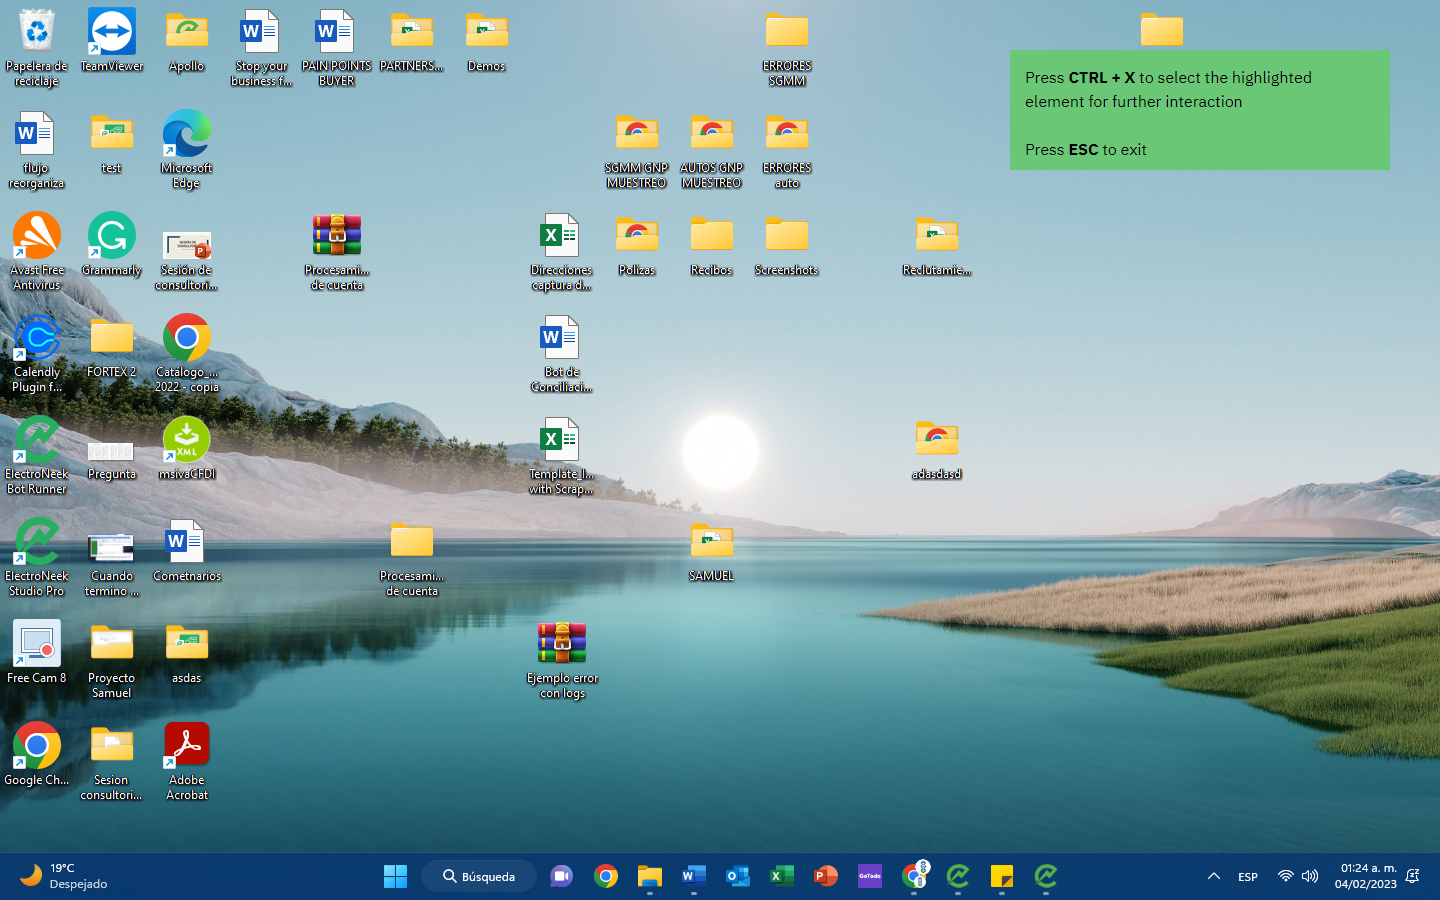 Papelera de
reciclaje
TeamViewer
Apollo
Stop your
business f...
PAIN POINTS
BUYER
PARTNERS...
Demos
ERRORES
SGMM
Press CTRL + X to select the highlighted
element for further interaction
Press ESC to exit
flujo
reorganiza
test
Microsoft
Edge
SGMM GNP
MUESTREO
AUTOS GNP
MUESTREO
ERRORES
auto
Avast Free
Antivirus
Grammarly
Sesión de
consultori...
Procesami...
de cuenta
Direcciones
captura d...
Polizas
Recibos
Screenshots
Reclutamie...
Calendly
Plugin f...
FORTEX 2
Catalogo_...
2022 - copia
Bot de
Conciliaci...
ElectroNeek
Bot Runner
Pregunta
XML
msivaCFDI
Template_I...
with Scrap...
adasdasd
ElectroNeek
Studio Pro
Cuando
termino ...
Cometnarios
Procesami...
de cuenta
SAMUEL
Free Cam 8
Proyecto
Samuel
asdas
Ejemplo error
con logs
Google Ch...
Sesion
consultori...
Adobe
Acrobat
19°C
Despejado
Búsqueda
GoTodo
ESP
01:24 a. m.
04/02/2023